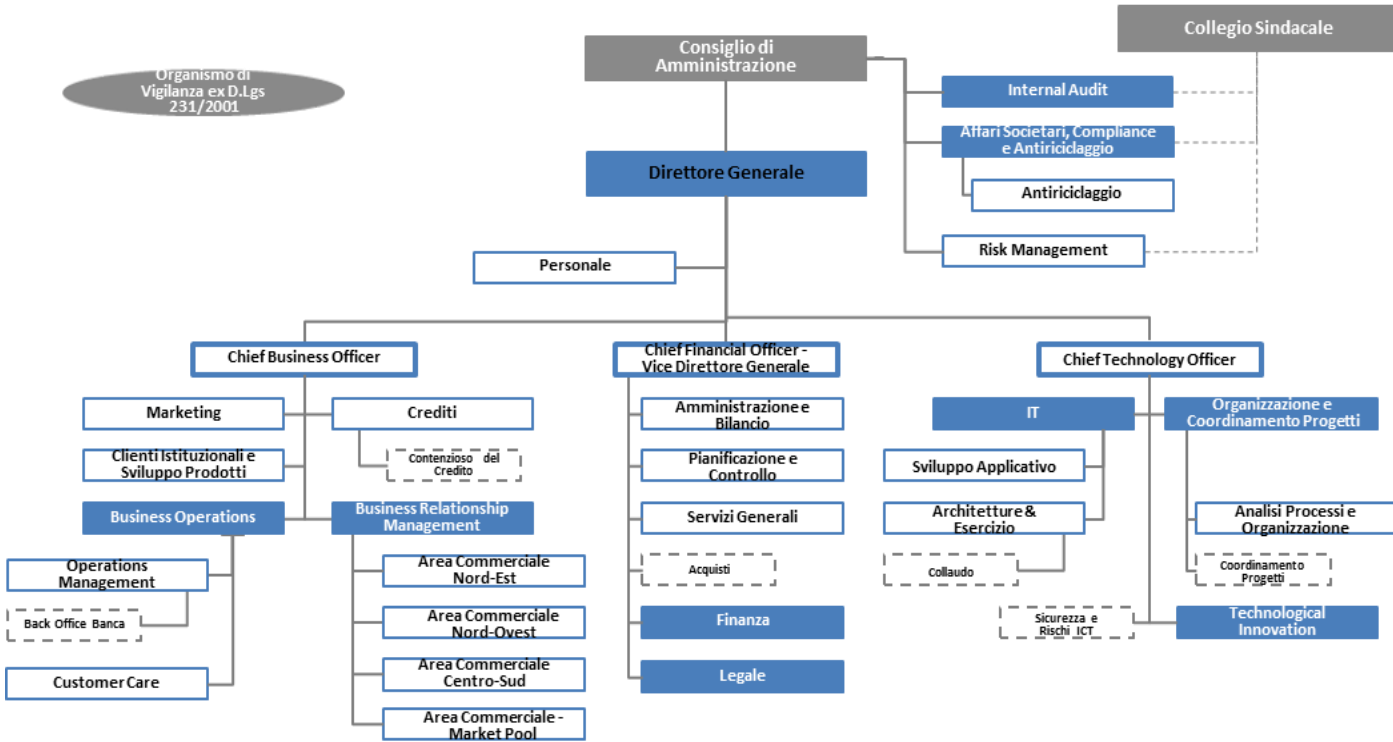 Collegio Sindacale
Consiglio di
Amministrazione
Organismo di
Vigilanza ex D.Lgs
231/2001
Internal Audit
Affari Societari, Compliance
e Antiriciclaggio
Direttore Generale
Antiriciclaggio
Risk Management
Personale
Chief Business Officer
Chief Financial Officer -
Vice Direttore Generale
Chief Technology Officer
Marketing
Crediti
Clienti Istituzionali e
Sviluppo Prodotti
Contenzioso del
Credito
Business Operations
Business Relationship
Management
Operations
Management
Back Office Banca
Customer Care
Area Commerciale
Nord-Est
Area Commerciale
Nord-Ovest
Area Commerciale
Centro-Sud
Area Commerciale -
Market Pool
Amministrazione e
Bilancio
Pianificazione e
Controllo
Servizi Generali
Acquisti
Finanza
Legale
IT
Organizzazione e
Coordinamento Progetti
Sviluppo Applicativo
Architetture &
Esercizio
Collaudo
Analisi Processi e
Organizzazione
Coordinamento
Progetti
Sicurezza e
Rischi ICT
Technological
Innovation